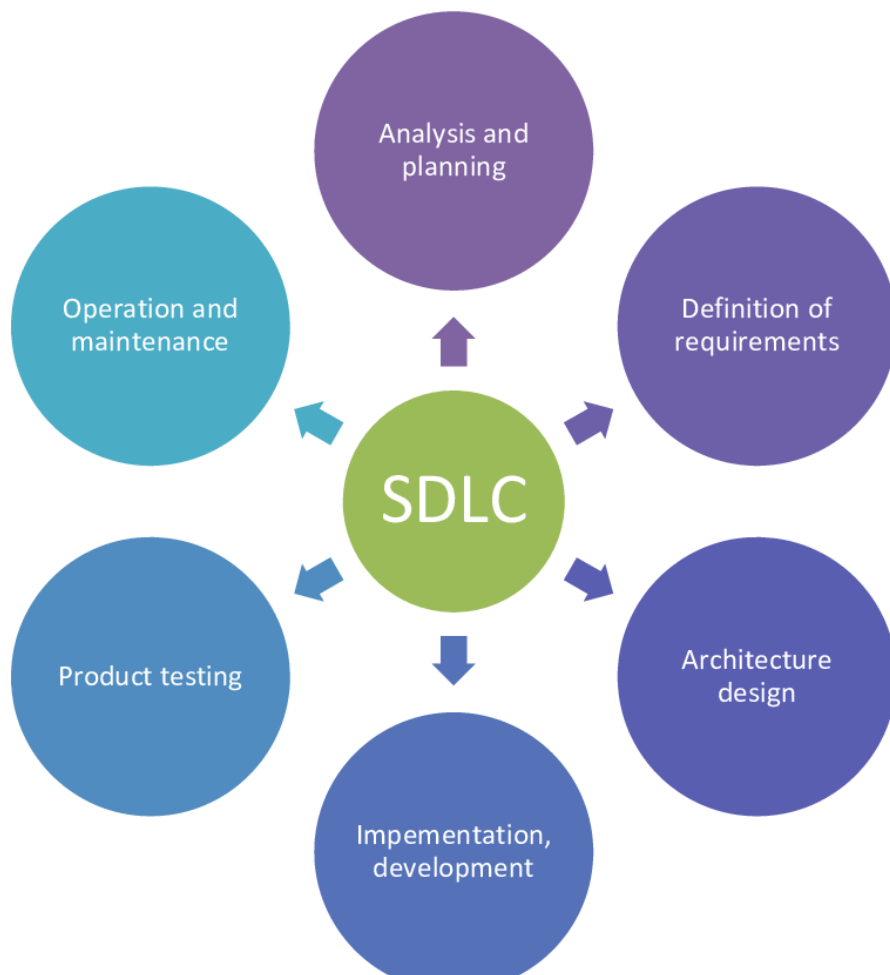 Analysis and
planning
Definition of
requirements
Architecture
design
Impementation,
development
Product testing
Operation and
maintenance
SDLC